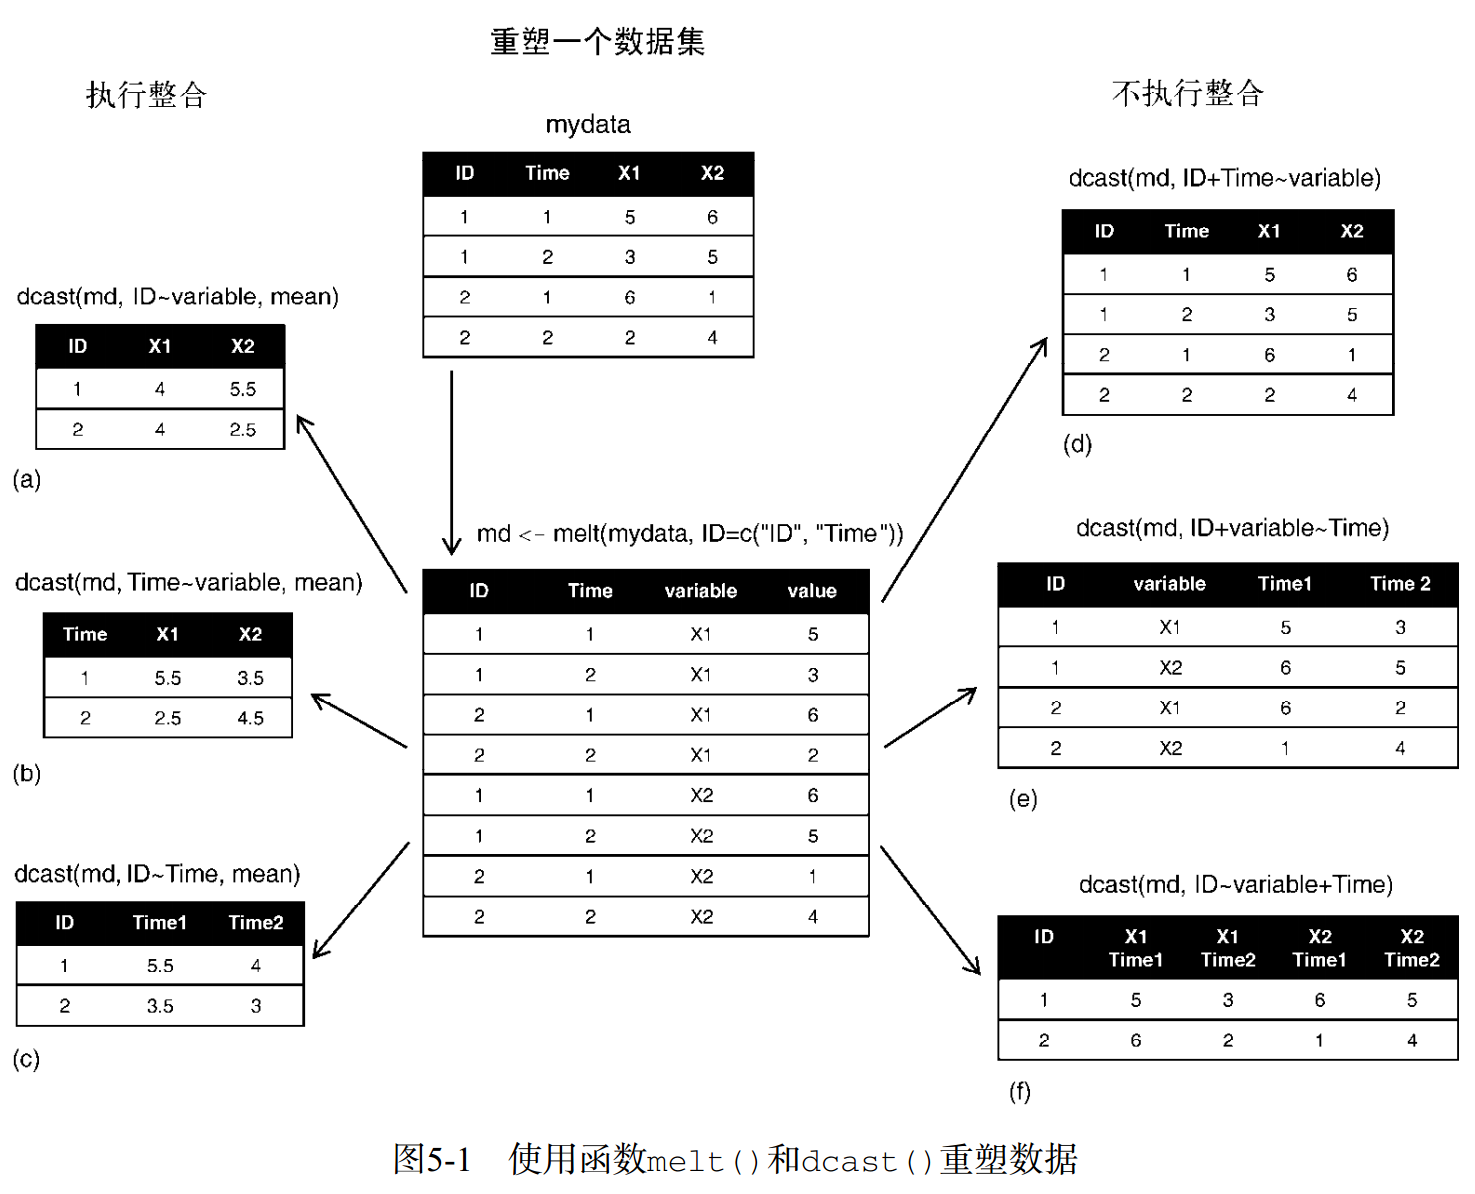 重塑一个数据集
执行整合
不执行整合
mydata
ID Time X1 X2
1 1 5 6
1 2 3 5
2 1 6 1
2 2 2 4
dcast(md, ID~variable, mean)
ID X1 X2
1 4 5.5
2 4 2.5
(a)
dcast(md, Time~variable, mean)
Time X1 X2
1 5.5 3.5
2 2.5 4.5
(b)
dcast(md, ID~Time, mean)
ID Time1 Time2
1 5.5 4
2 3.5 3
(c)
md <- melt(mydata, ID=c("ID", "Time"))
ID Time variable value
1 1 X1 5
1 2 X1 3
2 1 X1 6
2 2 X1 2
1 1 X2 6
1 2 X2 5
2 1 X2 1
2 2 X2 4
dcast(md, ID+Time~variable)
ID Time X1 X2
1 1 5 6
1 2 3 5
2 1 6 1
2 2 2 4
(d)
dcast(md, ID+variable~Time)
ID variable Time1 Time 2
1 X1 5 3
1 X2 6 5
2 X1 6 2
2 X2 1 4
(e)
dcast(md, ID~variable+Time)
ID X1 X1 X2 X2
Time1 Time2 Time1 Time2
1 5 3 6 5
2 6 2 1 4
(f)
图5-1 使用函数melt()和dcast()重塑数据